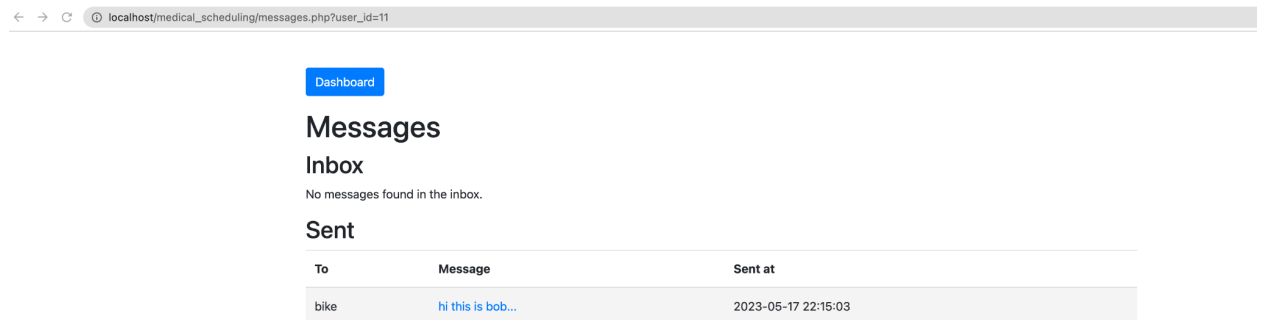 localhost/medical_scheduling/messages.php?user_id=11
Dashboard
Messages
Inbox
No messages found in the inbox.
Sent
To Message Sent at
bike hi this is bob... 2023-05-17 22:15:03